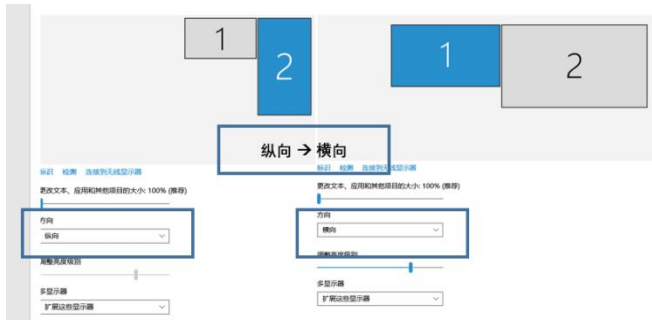 1
2
1
2
纵向 → 横向
标识 检测 连接到无线显示器
更改文本、应用和其他项目的大小: 100% (推荐)
方向
纵向
调整亮度级别
多显示器
扩展这些显示器
标识 检测 连接到无线显示器
更改文本、应用和其他项目的大小: 100% (推荐)
方向
横向
调整亮度级别
多显示器
扩展这些显示器